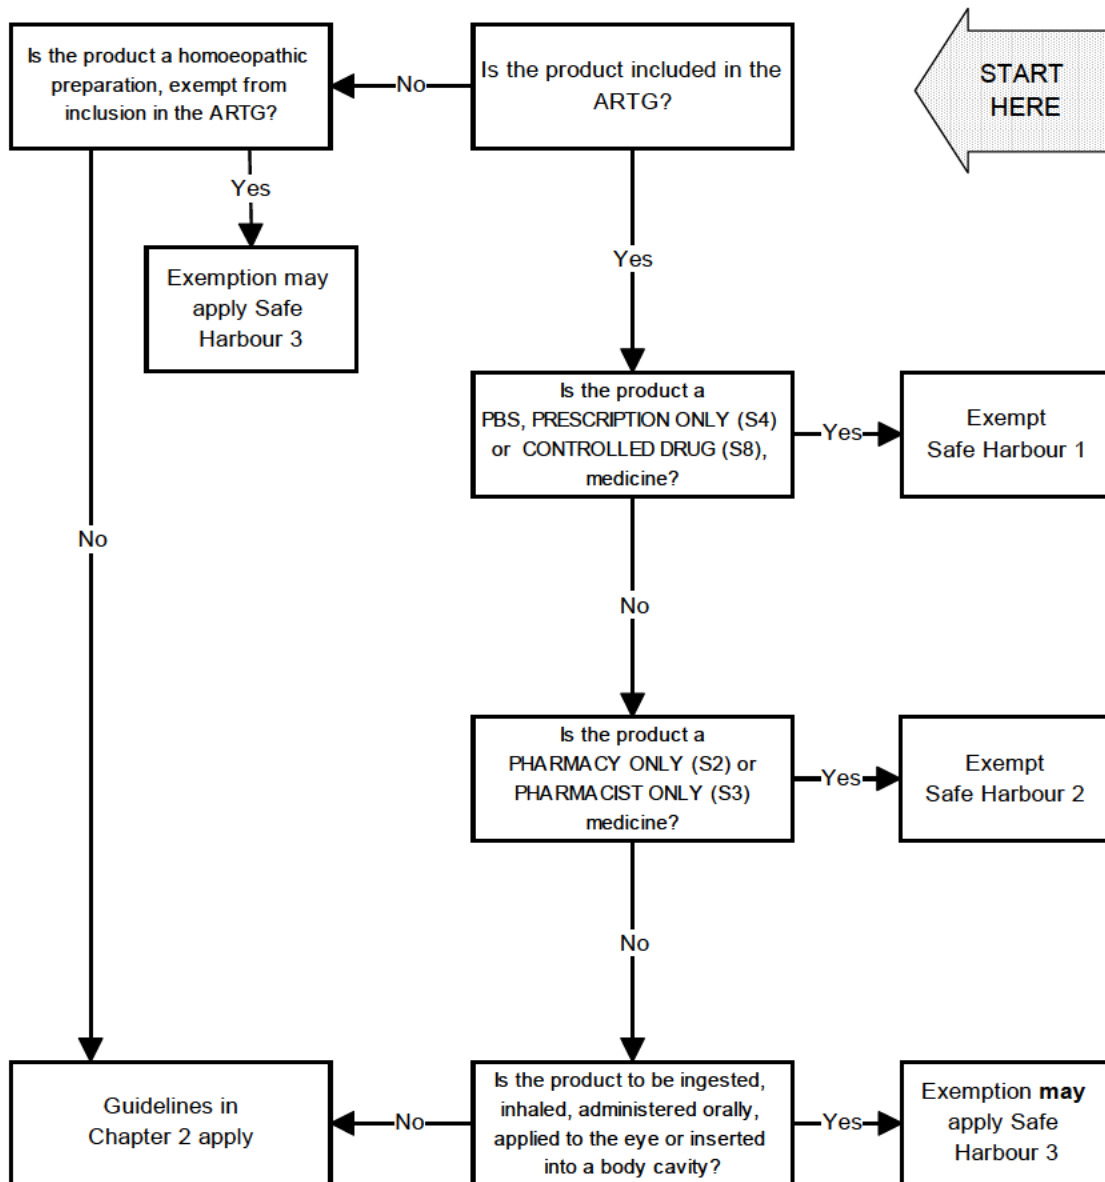 START
HERE
Is the product included in the
ARTG?
No
Is the product a homoeopathic
preparation, exempt from
inclusion in the ARTG?
Yes
Exemption may
apply Safe
Harbour 3
Yes
Is the product a
PBS, PRESCRIPTION ONLY (S4)
or CONTROLLED DRUG (S8),
medicine?
Yes
Exempt
Safe Harbour 1
No
No
Is the product a
PHARMACY ONLY (S2) or
PHARMACIST ONLY (S3)
medicine?
Yes
Exempt
Safe Harbour 2
No
Is the product to be ingested,
inhaled, administered orally,
applied to the eye or inserted
into a body cavity?
Yes
Exemption may
apply Safe
Harbour 3
No
Guidelines in
Chapter 2 apply